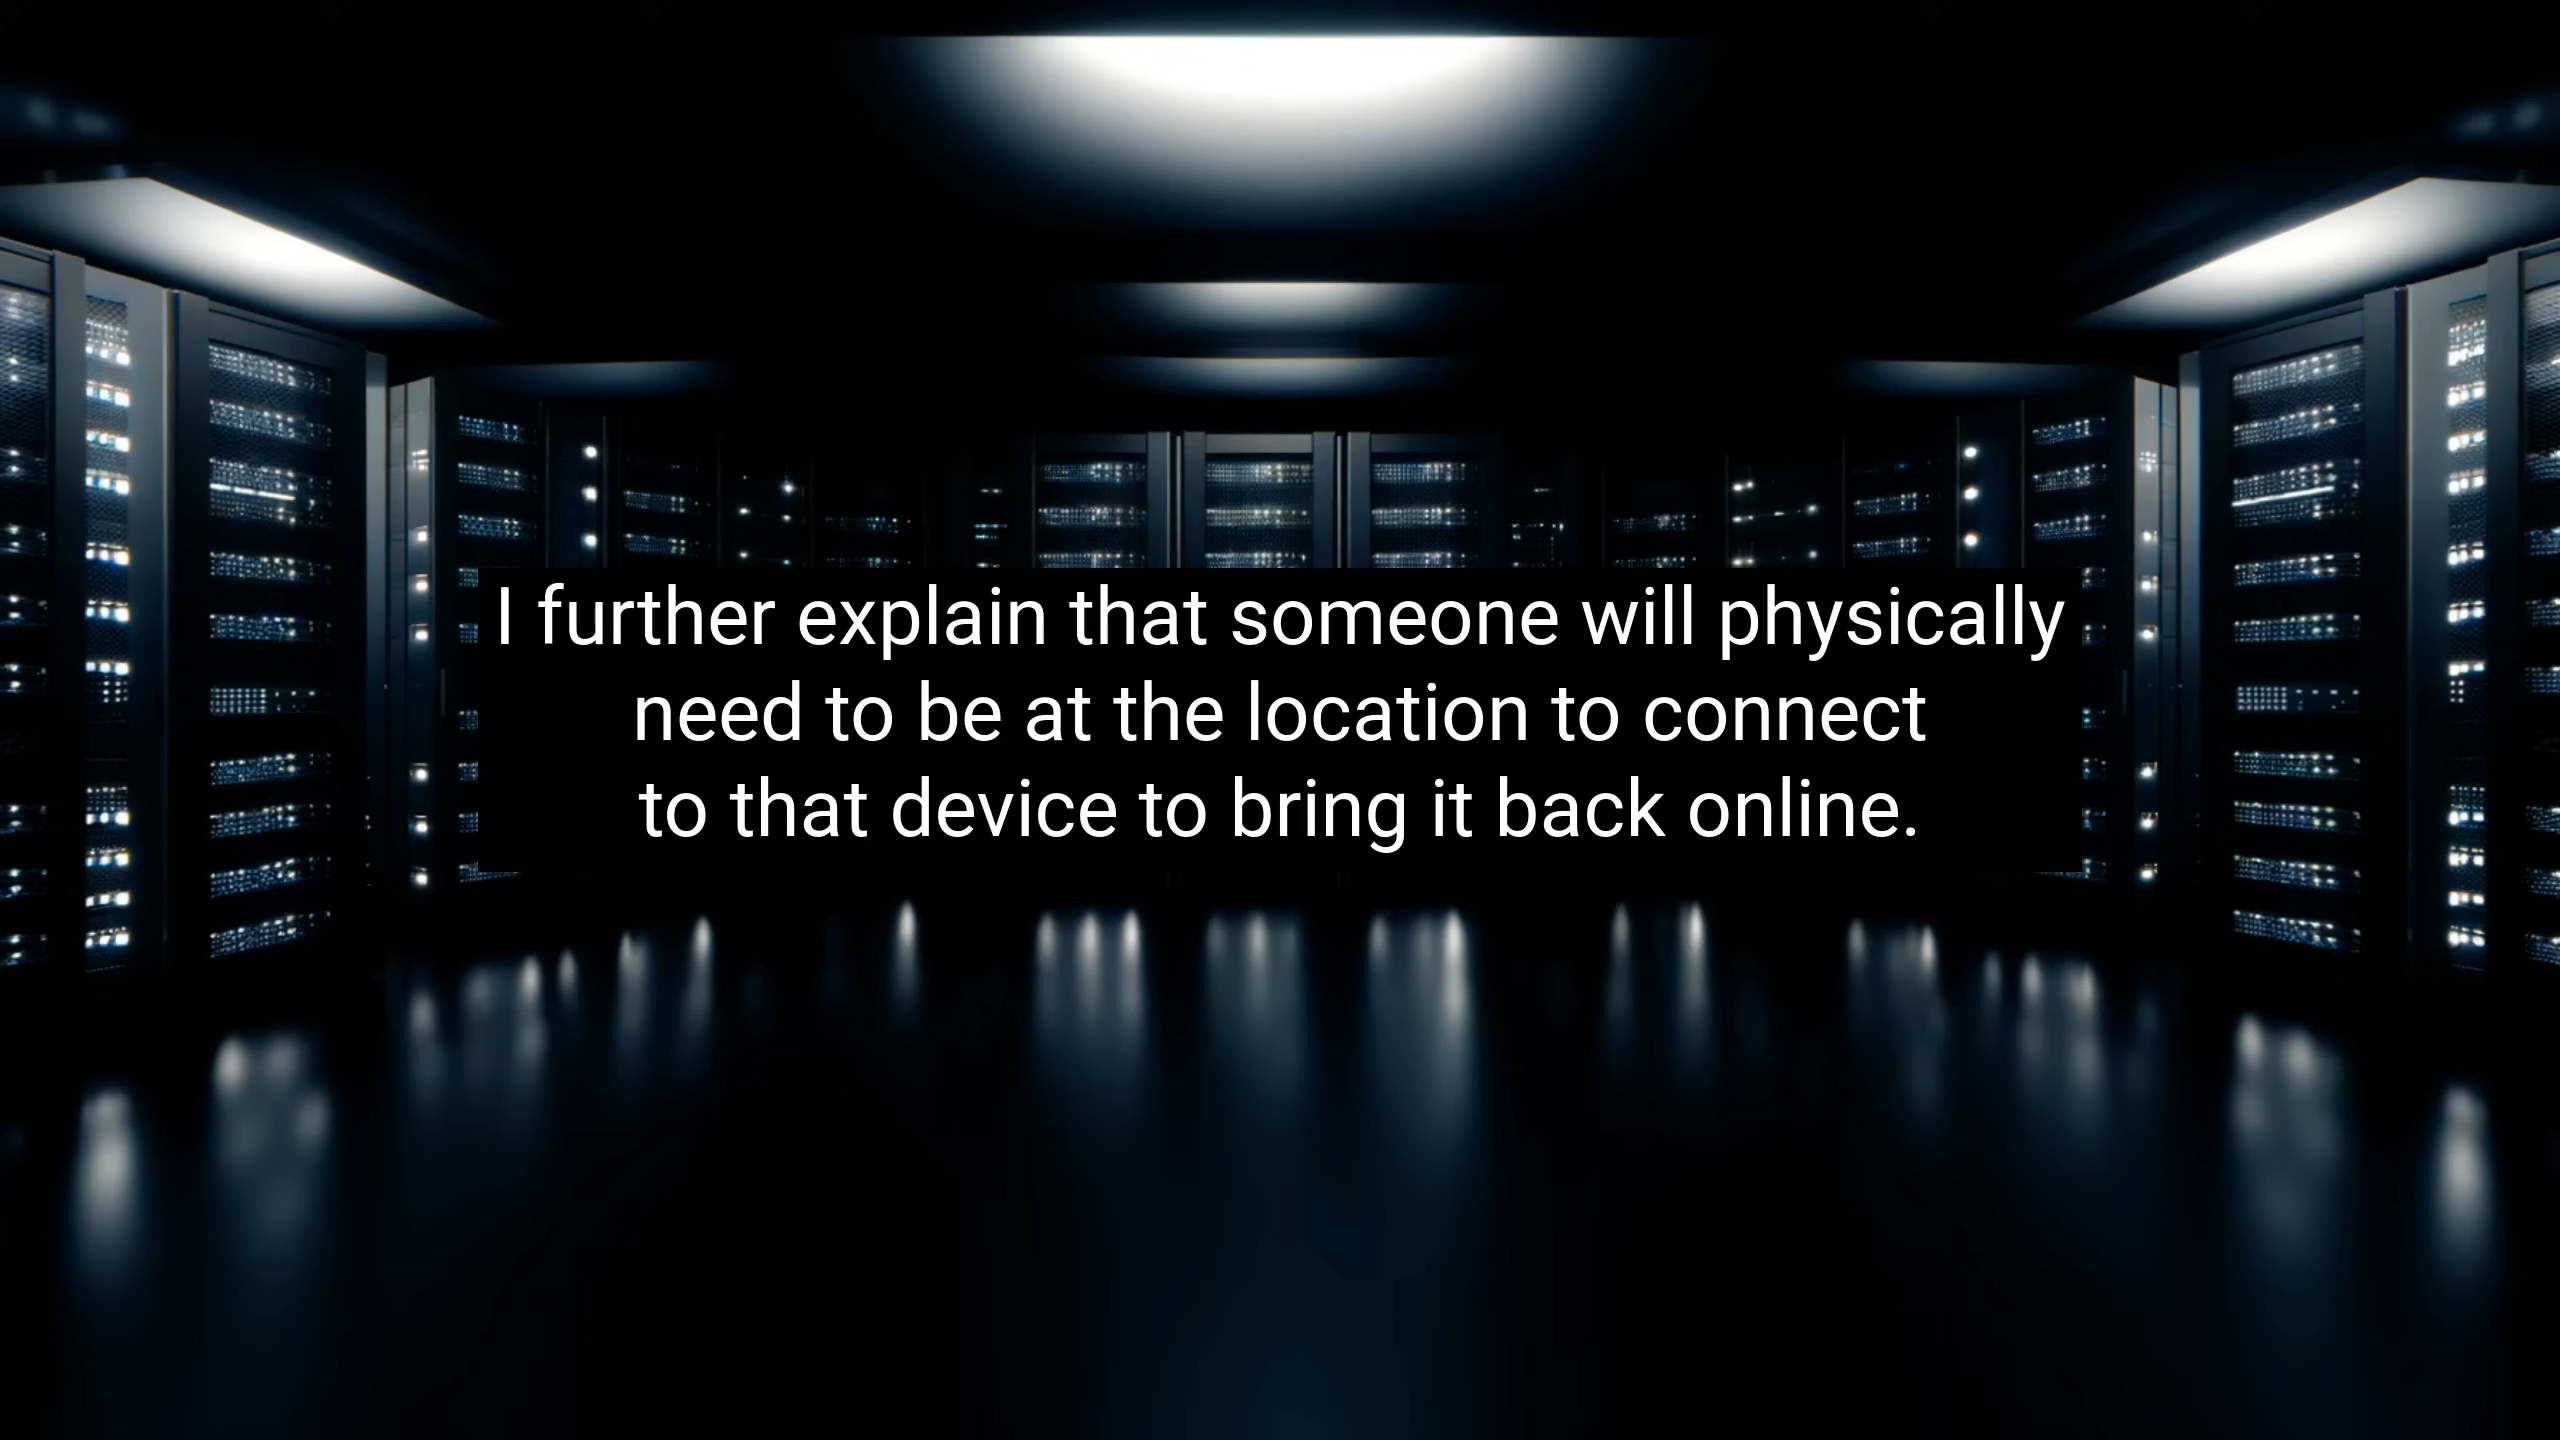 I further explain that someone will physically
need to be at the location to connect
to that device to bring it back online.